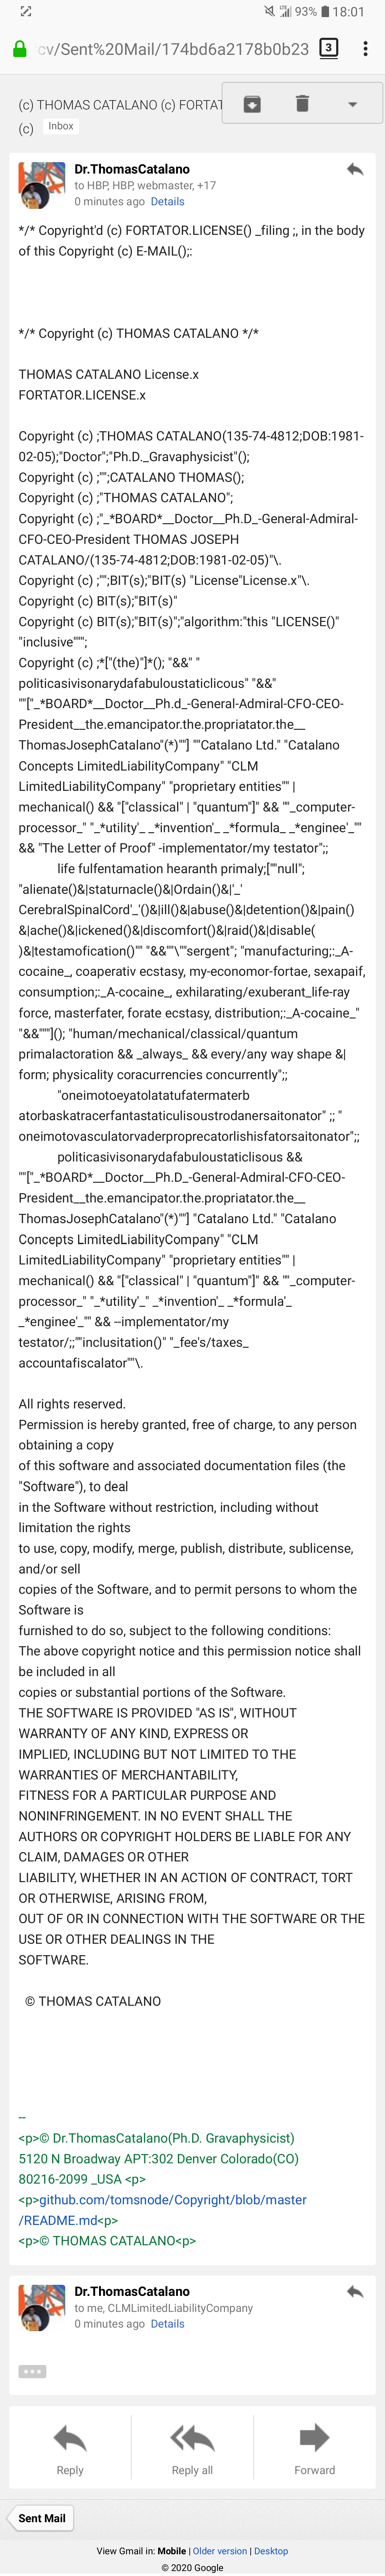 93% 18:01
cv/Sent%20Mail/174bd6a2178b0b23 3
(c) THOMAS CATALANO (c) FORTAT
(c) Inbox
Dr.ThomasCatalano
to HBP, HBP, webmaster, +17
0 minutes ago Details
*/* Copyright'd (c) FORTATOR.LICENSE() _filing ;, in the body
of this Copyright (c) E-MAIL();:
*/* Copyright (c) THOMAS CATALANO */*
THOMAS CATALANO License.x
FORTATOR.LICENSE.x
Copyright (c) ;THOMAS CATALANO(135-74-4812;DOB:1981-
02-05);"Doctor";"Ph.D._Gravaphysicist"();
Copyright (c) ;"";CATALANO THOMAS();
Copyright (c) ;"THOMAS CATALANO";
Copyright (c) ;"_*BOARD*__Doctor__Ph.D_-General-Admiral-
CFO-CEO-President THOMAS JOSEPH
CATALANO/(135-74-4812;DOB:1981-02-05)"\.
Copyright (c) ;"";BIT(s);"BIT(s) "License"License.x"\.
Copyright (c) BIT(s);"BIT(s)"
Copyright (c) BIT(s);"BIT(s)";"algorithm:"this "LICENSE()"
"inclusive""";
Copyright (c) ;*["(the)"]*(); "&&" "
politicasivisonarydafabuloustaticlicous" "&&"
""["_*BOARD*__Doctor__Ph.d_-General-Admiral-CFO-CEO-
President__the.emancipator.the.propriatator.the__
ThomasJosephCatalano"(*)""] ""Catalano Ltd." "Catalano
Concepts LimitedLiabilityCompany" "CLM
LimitedLiabilityCompany" "proprietary entities"" |
mechanical() && "["classical" | "quantum"]" && ""_computer-
processor_" "_*utility'_ _*invention'_ _*formula_ _*enginee'_""
&& "The Letter of Proof" -implementor/my testator";;
life fulfentamation hearanth primaly;[""null";
"alienate()&|staturnacle()&|Ordain()&|'_'
CerebralSpinalCord'_'()&|ill()&|abuse()&|detention()&|pain()
&|ache()&|ickened()&|discomfort()&|raid()&|disable(
)&|testamofication()"" "&&""\""sergent"; "manufacturing;:_A-
cocaine_, coaperativ ecstasy, my-economor-fortae, sexapaif,
consumption;:_A-cocaine_, exhilarating/exuberant_life-ray
force, masterfater, forate ecstasy, distribution;:_A-cocaine_"
"&&""""](); "human/mechanical/classical/quantum
primalactoration && _always_ && every/any way shape &|
form; physicality coracurrencies concurrently";;
"oneimotoeyatolatatufatermaterb
atorbaskatracerfantastaticulisoustrodanersaitonator" ;; "
oneimotovasculatorvaderproprecatorlishisfatorsaitonator";;
politicasivisonarydafabuloustaticlisous &&
""["_*BOARD*__Doctor__Ph.D_-General-Admiral-CFO-CEO-
President__the.emancipator.the.propriatator.the__
ThomasJosephCatalano"(*)""] "Catalano Ltd." "Catalano
Concepts LimitedLiabilityCompany" "CLM
LimitedLiabilityCompany" "proprietary entities"" |
mechanical() && "["classical" | "quantum"]" && ""_computer-
processor_" "_*utility'_" _*invention'_ _*formula'_
_*enginee'_"" && --implementor/my
testator/;;""inclusitation()" "_fee's/taxes_
accountafiscalator""\.
All rights reserved.
Permission is hereby granted, free of charge, to any person
obtaining a copy
of this software and associated documentation files (the
"Software"), to deal
in the Software without restriction, including without
limitation the rights
to use, copy, modify, merge, publish, distribute, sublicense,
and/or sell
copies of the Software, and to permit persons to whom the
Software is
furnished to do so, subject to the following conditions:
The above copyright notice and this permission notice shall
be included in all
copies or substantial portions of the Software.
THE SOFTWARE IS PROVIDED "AS IS", WITHOUT
WARRANTY OF ANY KIND, EXPRESS OR
IMPLIED, INCLUDING BUT NOT LIMITED TO THE
WARRANTIES OF MERCHANTABILITY,
FITNESS FOR A PARTICULAR PURPOSE AND
NONINFRINGEMENT. IN NO EVENT SHALL THE
AUTHORS OR COPYRIGHT HOLDERS BE LIABLE FOR ANY
CLAIM, DAMAGES OR OTHER
LIABILITY, WHETHER IN AN ACTION OF CONTRACT, TORT
OR OTHERWISE, ARISING FROM,
OUT OF OR IN CONNECTION WITH THE SOFTWARE OR THE
USE OR OTHER DEALINGS IN THE
SOFTWARE.
© THOMAS CATALANO
--
<p>© Dr.ThomasCatalano(Ph.D. Gravaphysicist)
5120 N Broadway APT:302 Denver Colorado(CO)
80216-2099 _USA <p>
<p>github.com/tomsnode/Copyright/blob/master
/README.md<p>
<p>© THOMAS CATALANO<p>
Dr.ThomasCatalano
to me, CLMLimitedLiabilityCompany
0 minutes ago Details
Reply Reply all Forward
Sent Mail
View Gmail in: Mobile | Older version | Desktop
© 2020 Google